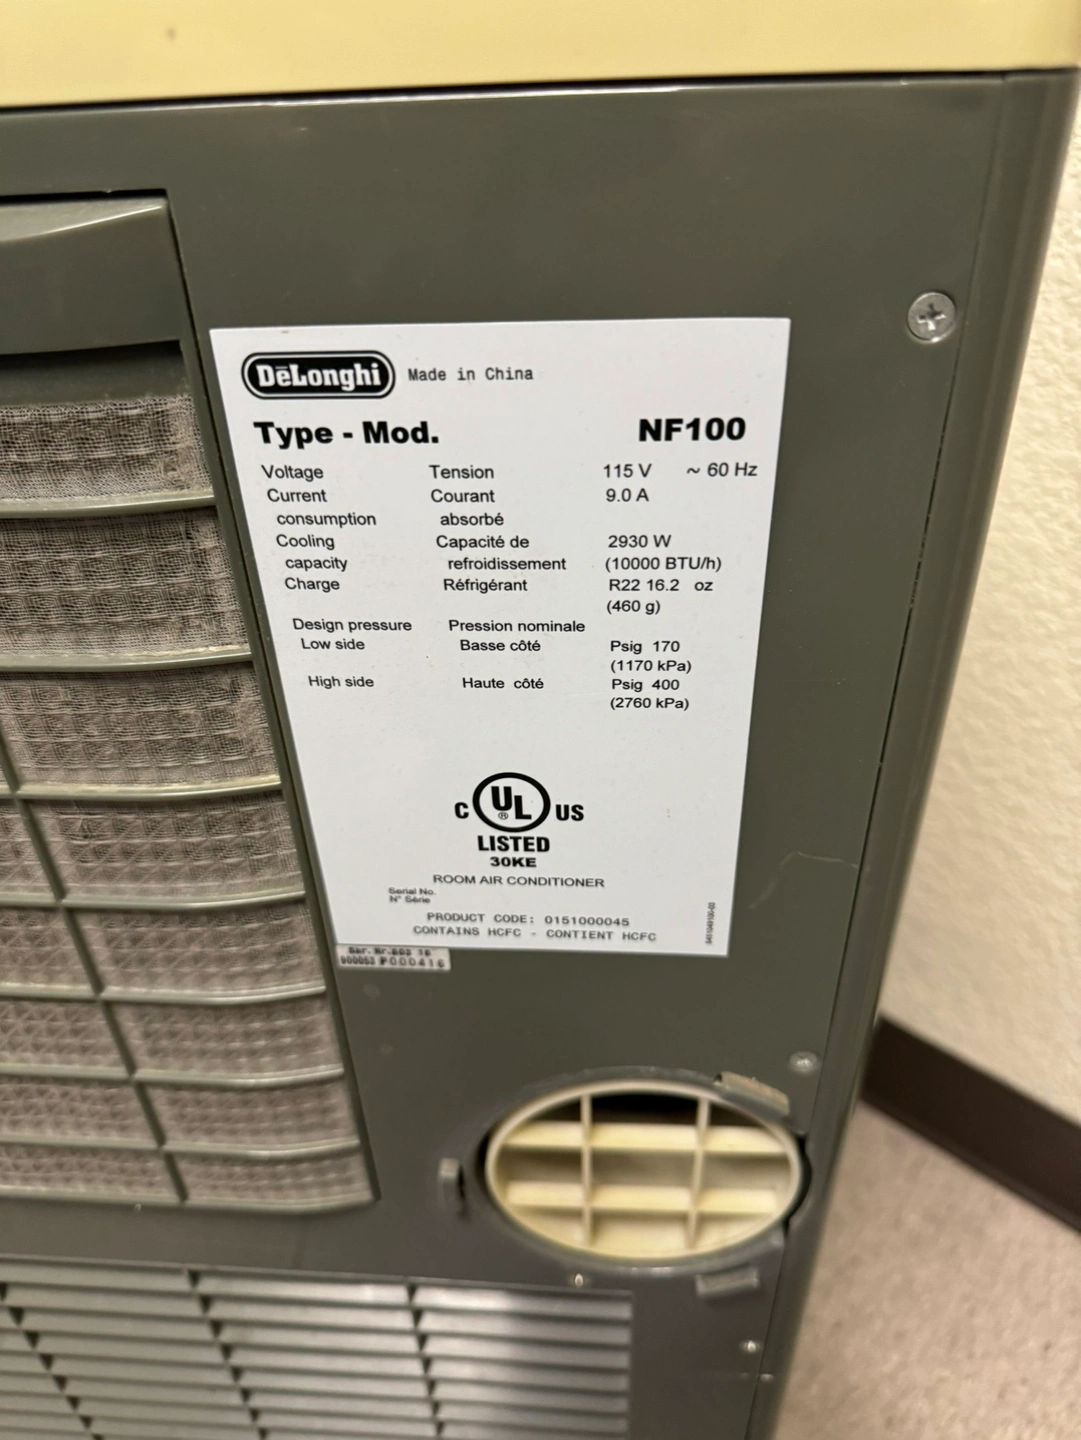 DēLonghi Made in China
Type - Mod. NF100
Voltage Tension 115 V ~ 60 Hz
Current Courant 9.0 A
consumption absorbé
Cooling Capacité de 2930 W
capacity refroidissement (10000 BTU/h)
Charge Réfrigérant R22 16.2 oz
(460 g)
Design pressure Pression nominale
Low side Basse côté Psig 170
(1170 kPa)
High side Haute côté Psig 400
(2760 kPa)
C UL® US
LISTED
30KE
ROOM AIR CONDITIONER
Serial No.
N° Série
PRODUCT CODE: 0151000045
CONTAINS HCFC - CONTIENT HCFC